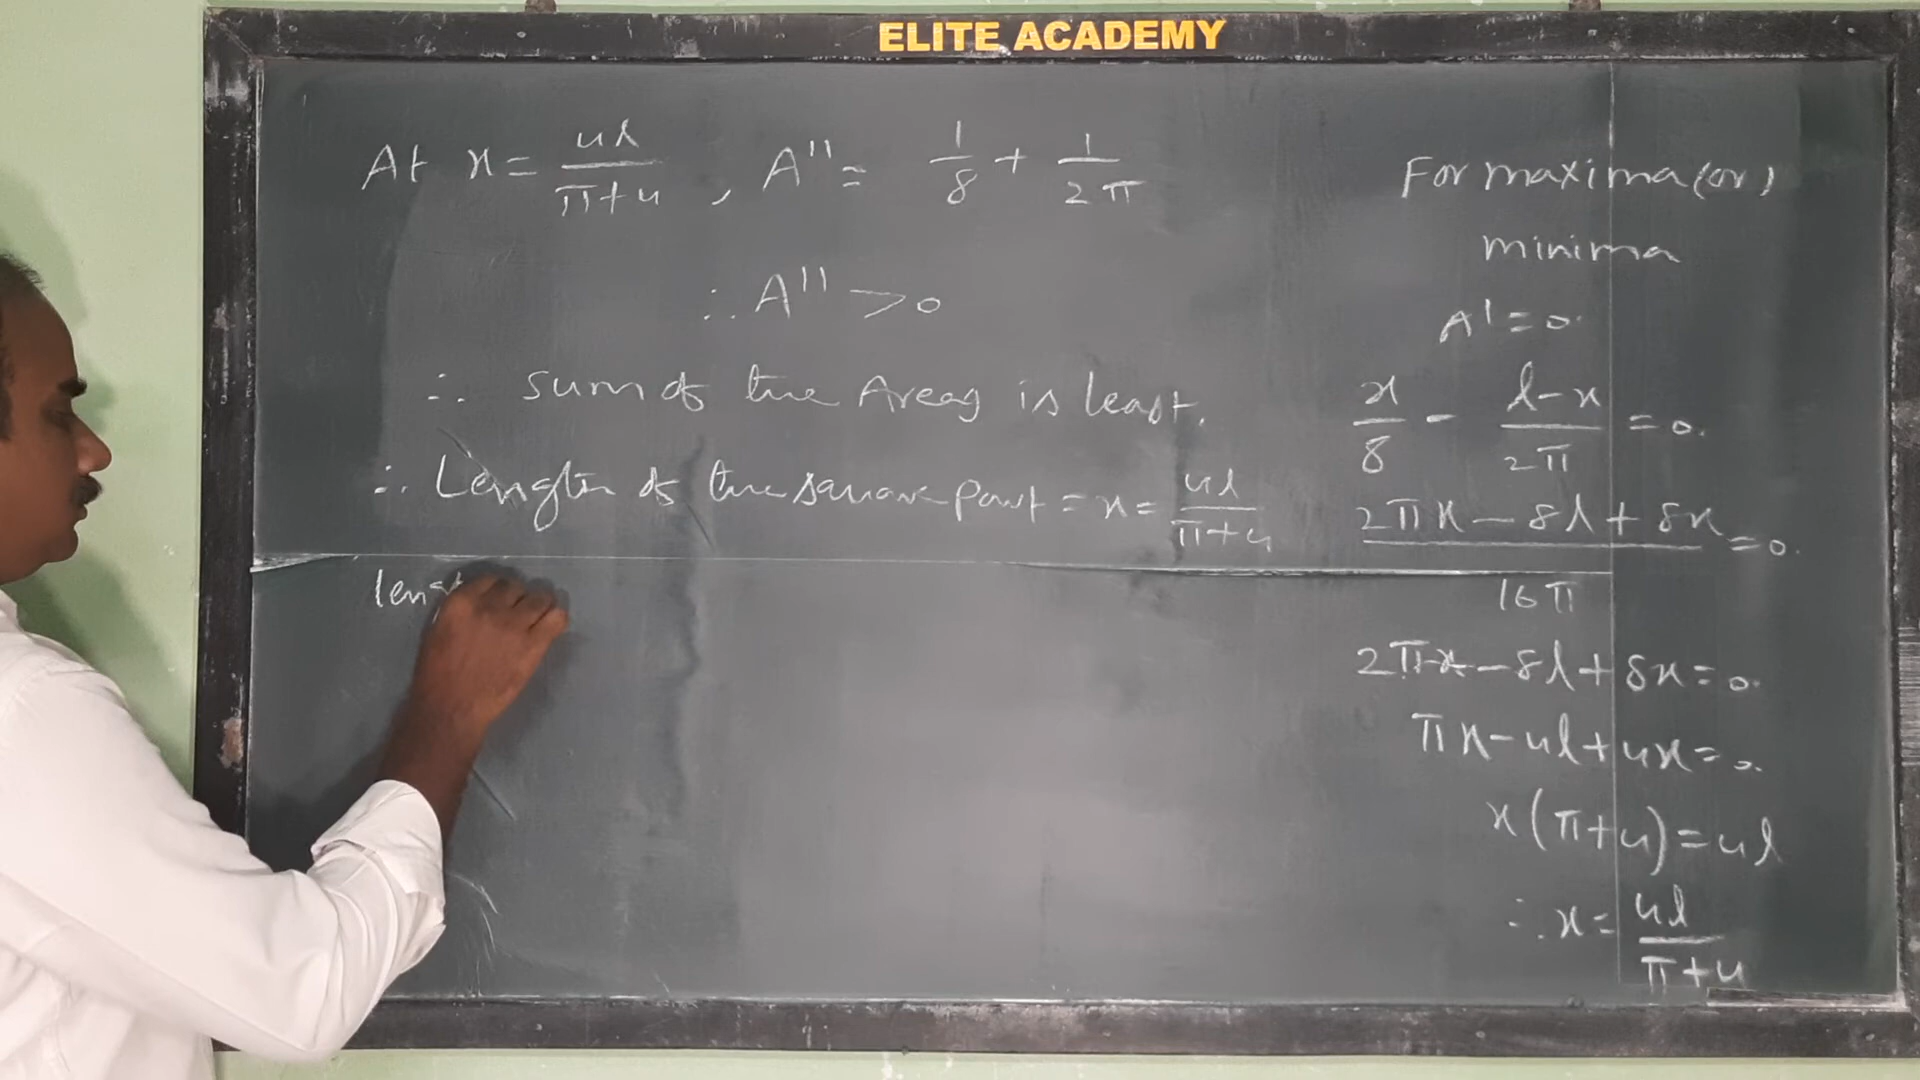 ELITE ACADEMY
At x = 4l/(π+4), A'' = 1/8 + 1/2π
∴ A'' > 0
∴ Sum of the Areas is least.
∴ Length of the square part = x = 4l/(π+4)
leng
For maxima (or)
minima
A' = 0.
x/8 - (l-x)/2π = 0.
(2πx - 8l + 8x)/16π = 0.
2πx - 8l + 8x = 0.
πx - 4l + 4x = 0.
x(π+4) = 4l
∴ x = 4l/(π+4)